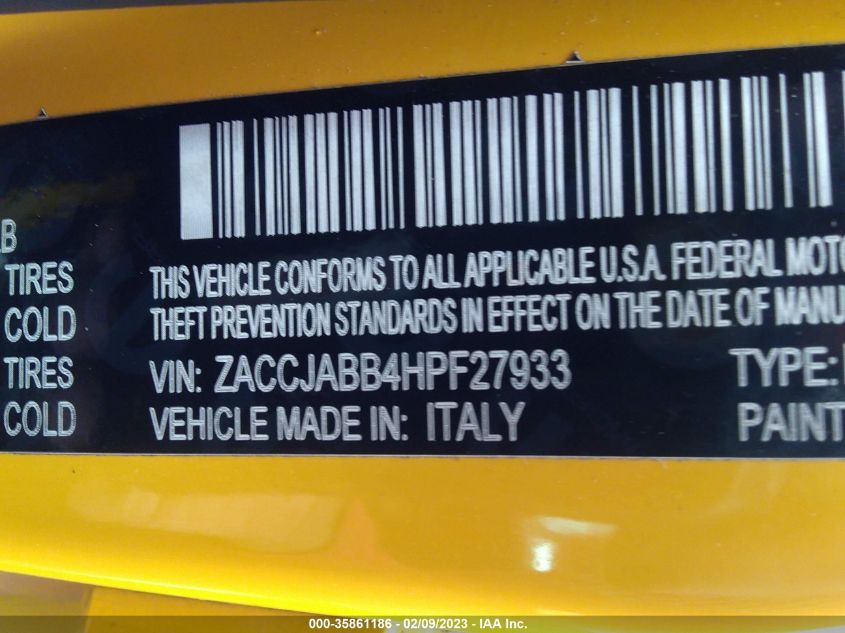 B
TIRES
COLD
TIRES
COLD
THIS VEHICLE CONFORMS TO ALL APPLICABLE U.S.A. FEDERAL MOTO
THEFT PREVENTION STANDARDS IN EFFECT ON THE DATE OF MANU
VIN: ZACCJABB4HPF27933 TYPE:
VEHICLE MADE IN: ITALY PAINT
000-35861186 - 02/09/2023 - IAA Inc.